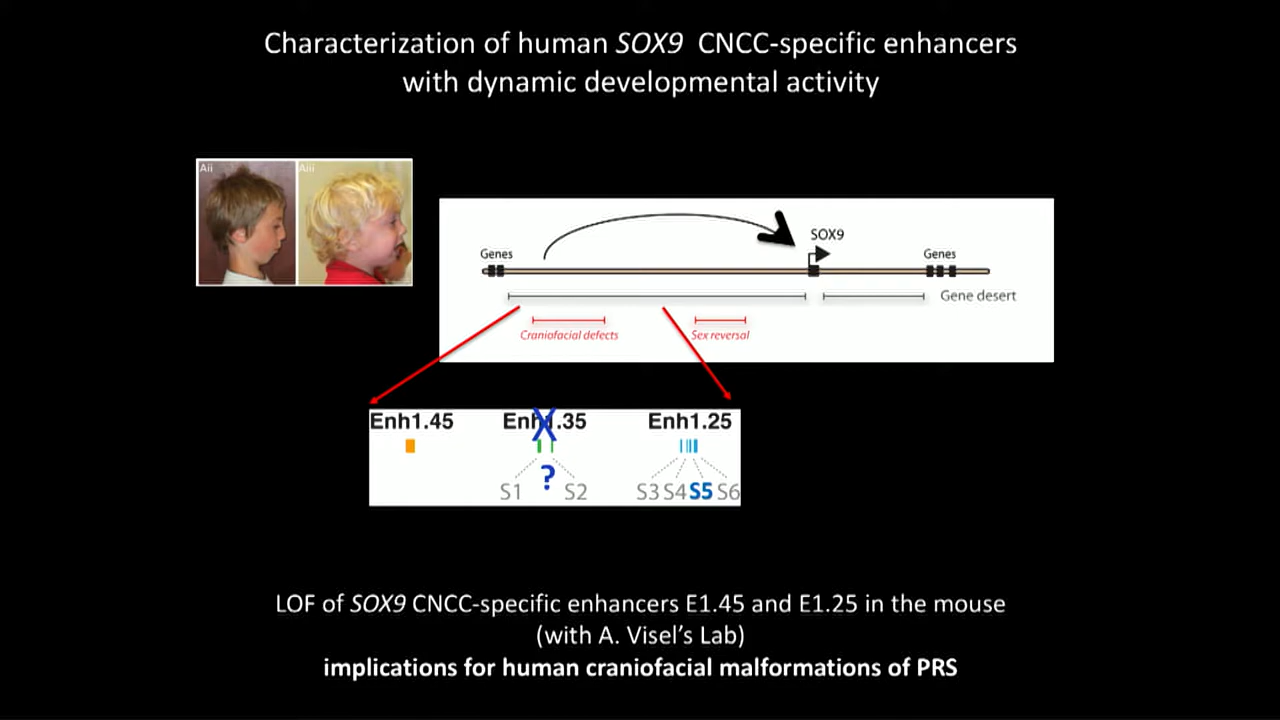 Characterization of human SOX9 CNCC-specific enhancers
with dynamic developmental activity
Aii
Aiii
SOX9
Genes
Genes
Gene desert
Craniofacial defects
Sex reversal
Enh1.45
Enh1.35
Enh1.25
?
S1
S2
S3 S4 S5 S6
LOF of SOX9 CNCC-specific enhancers E1.45 and E1.25 in the mouse
(with A. Visel's Lab)
implications for human craniofacial malformations of PRS